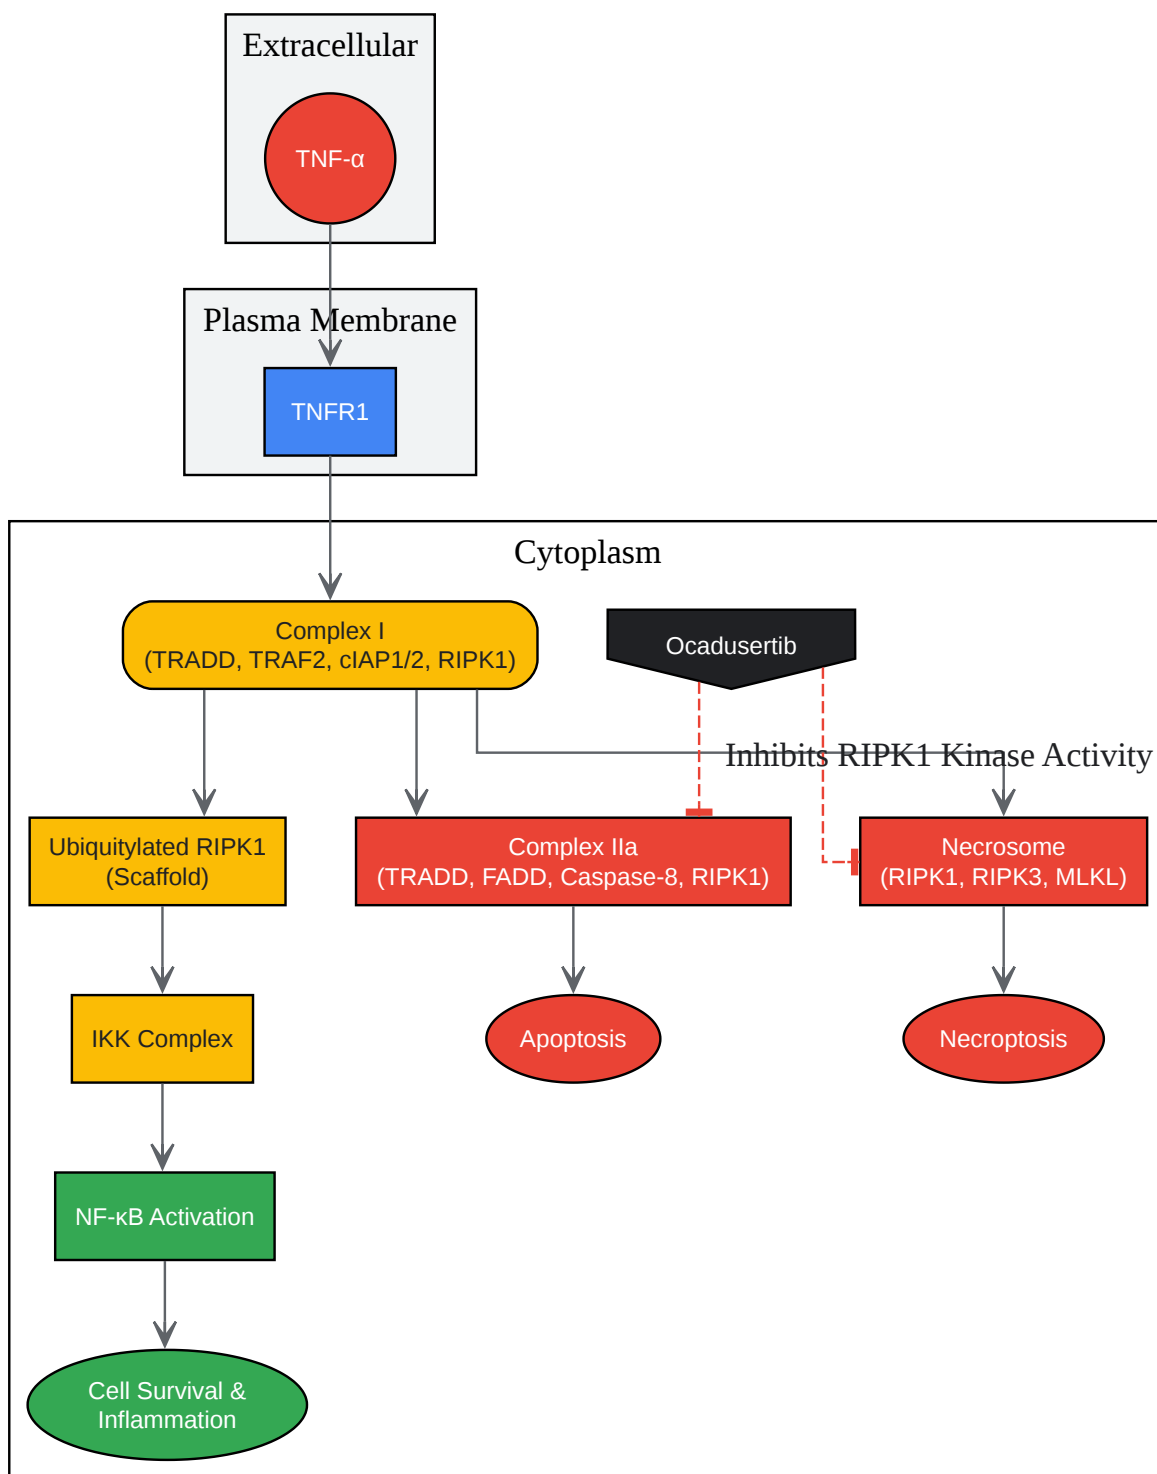 Extracellular
TNF-α
Plasma Membrane
TNFR1
Cytoplasm
Complex I
(TRADD, TRAF2, cIAP1/2, RIPK1)
Ocadusertib
Inhibits RIPK1 Kinase Activity
Ubiquitylated RIPK1
(Scaffold)
Complex IIa
(TRADD, FADD, Caspase-8, RIPK1)
Necrosome
(RIPK1, RIPK3, MLKL)
IKK Complex
Apoptosis
Necroptosis
NF-κB Activation
Cell Survival &
Inflammation